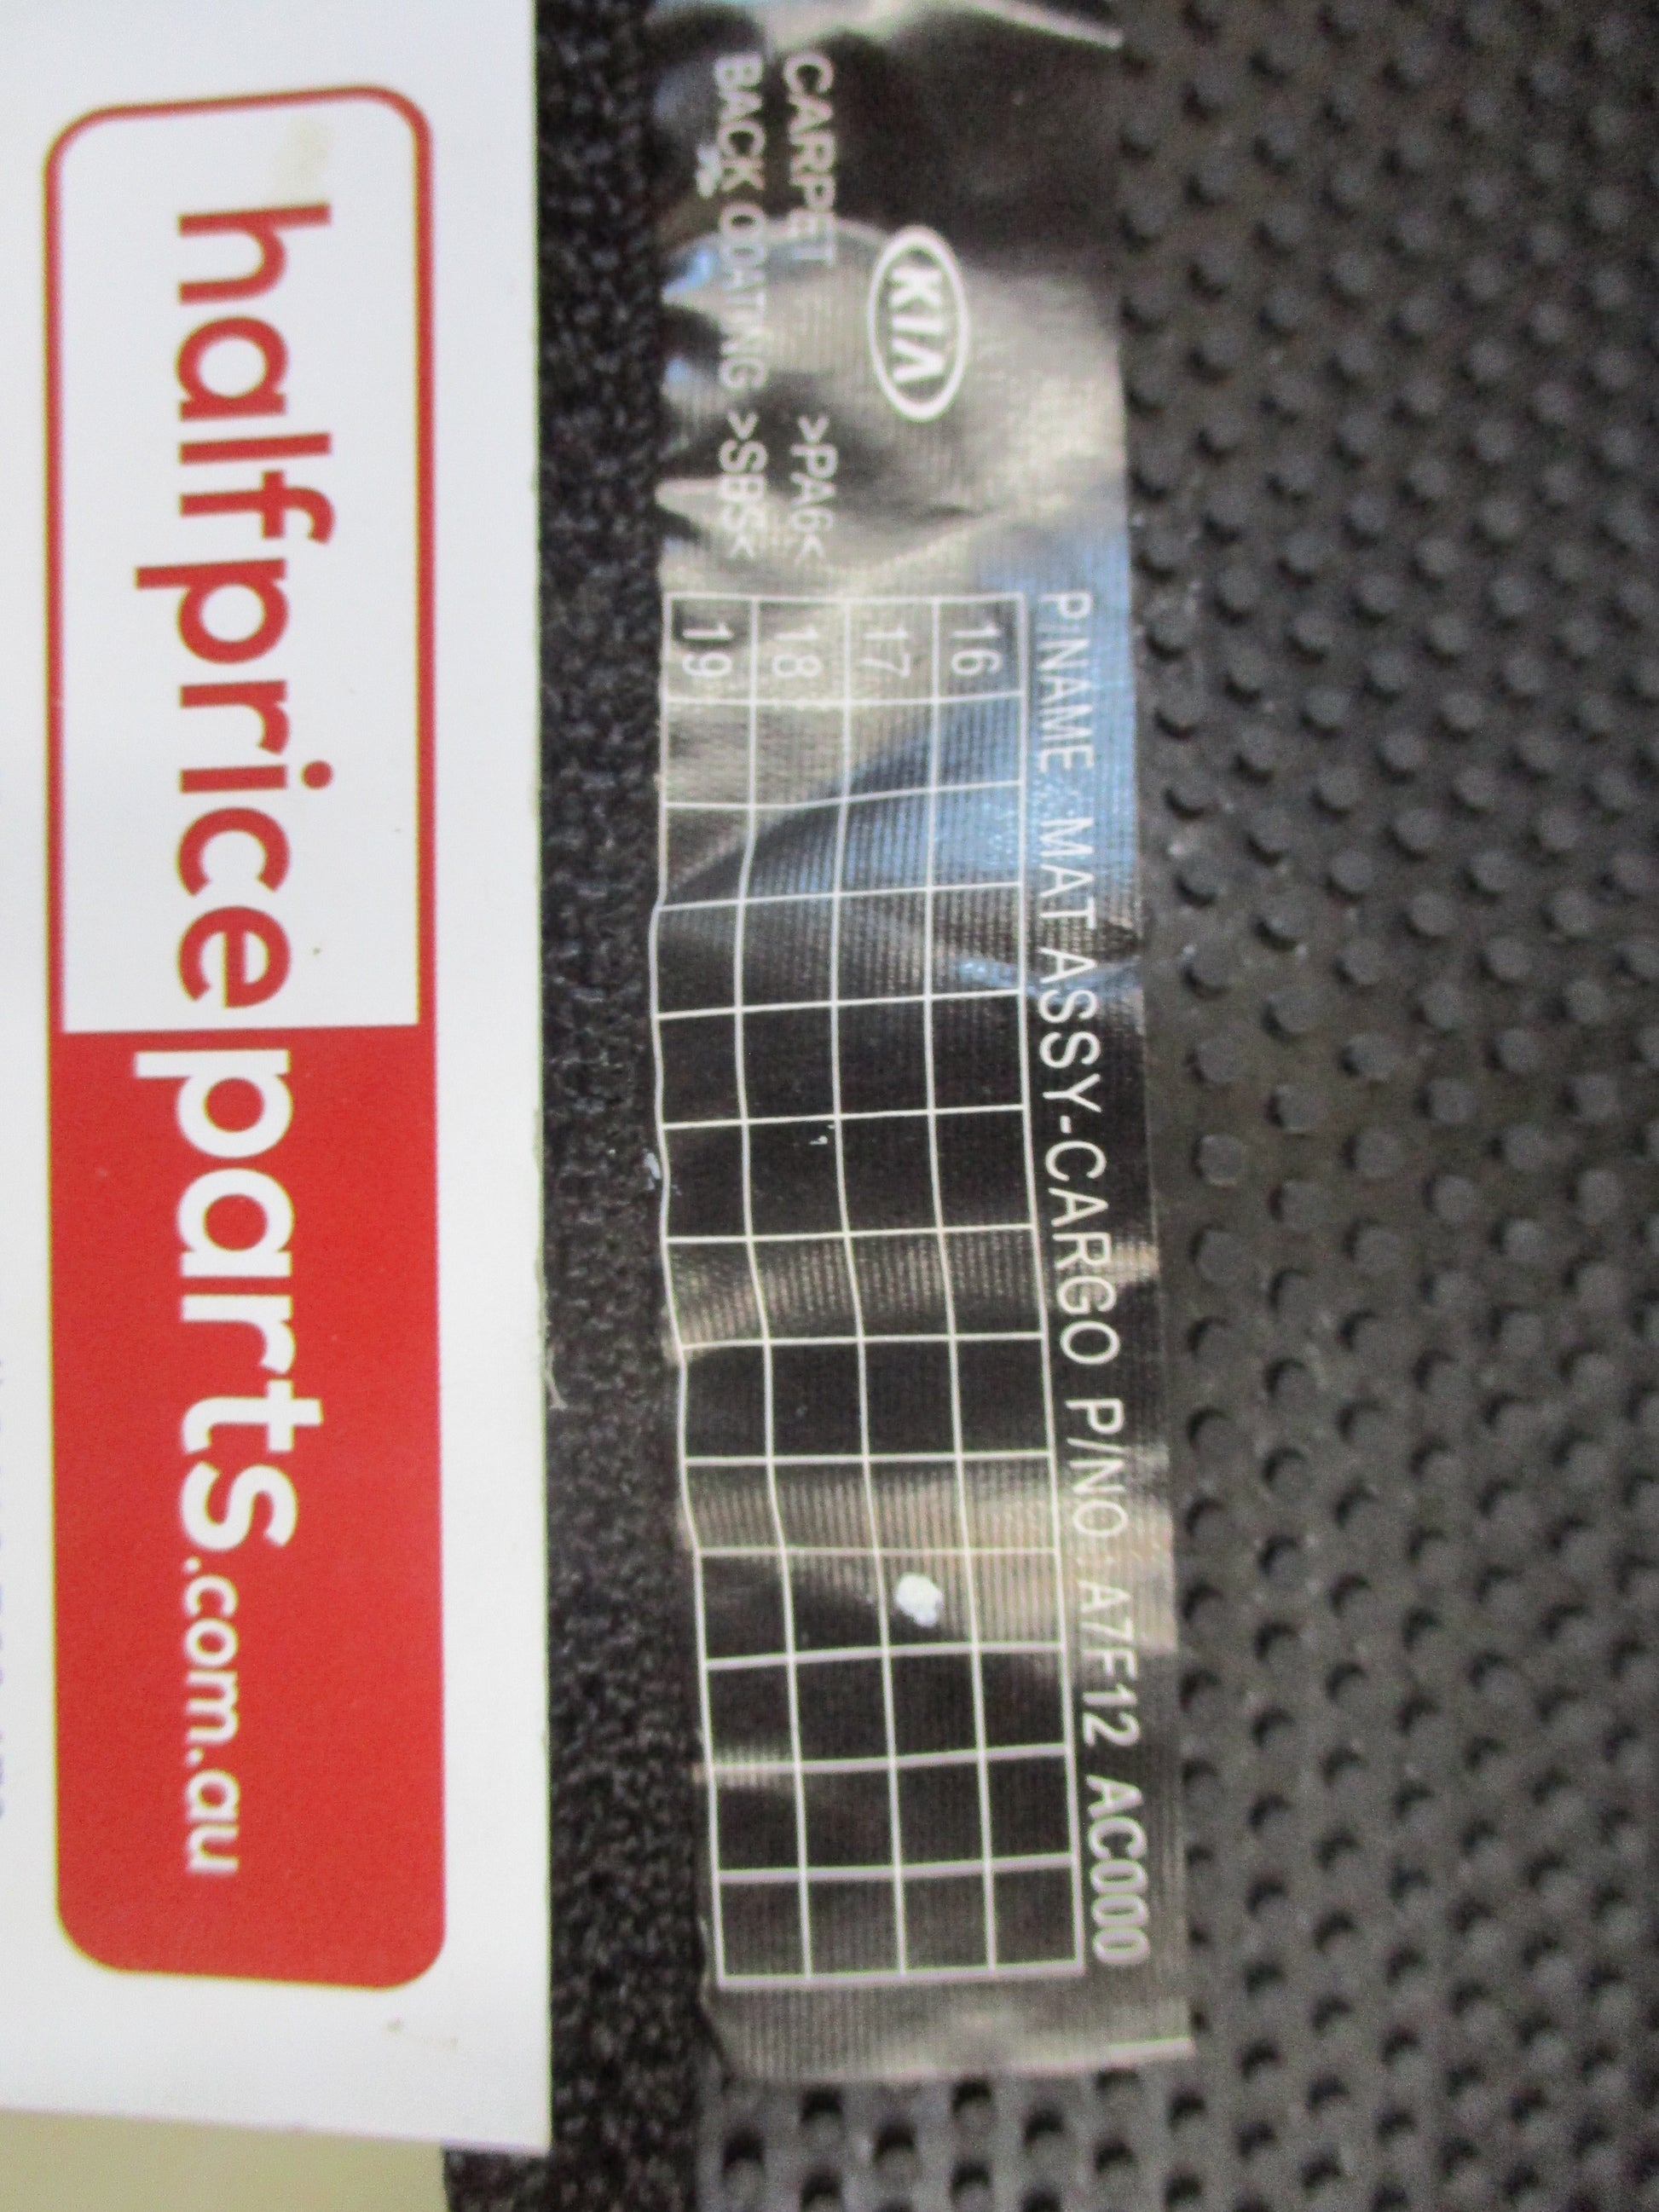 P/NAME : MAT ASSY-CARGO P/NO : A7F12 AC000
KIA
CARPET >PA6<
BACK COATING >SBS<
16
17
18
19
halfpriceparts.com.au